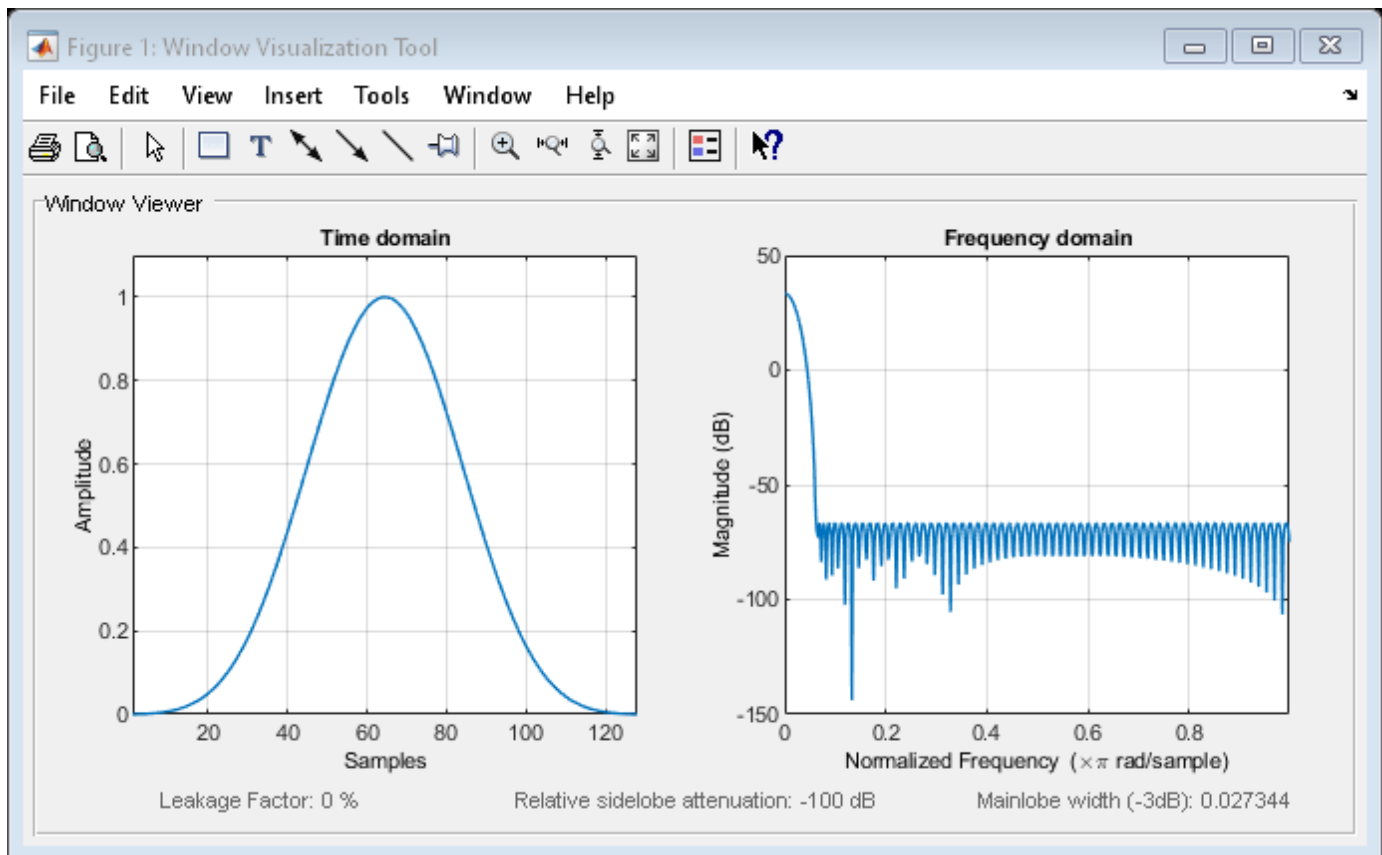 Figure 1: Window Visualization Tool
File Edit View Insert Tools Window Help
T
?
Window Viewer
Time domain
1
0.8
0.6
0.4
0.2
0
Amplitude
20 40 60 80 100 120
Samples
Frequency domain
50
0
-50
-100
-150
Magnitude (dB)
0 0.2 0.4 0.6 0.8
Normalized Frequency (×π rad/sample)
Leakage Factor: 0 % Relative sidelobe attenuation: -100 dB Mainlobe width (-3dB): 0.027344